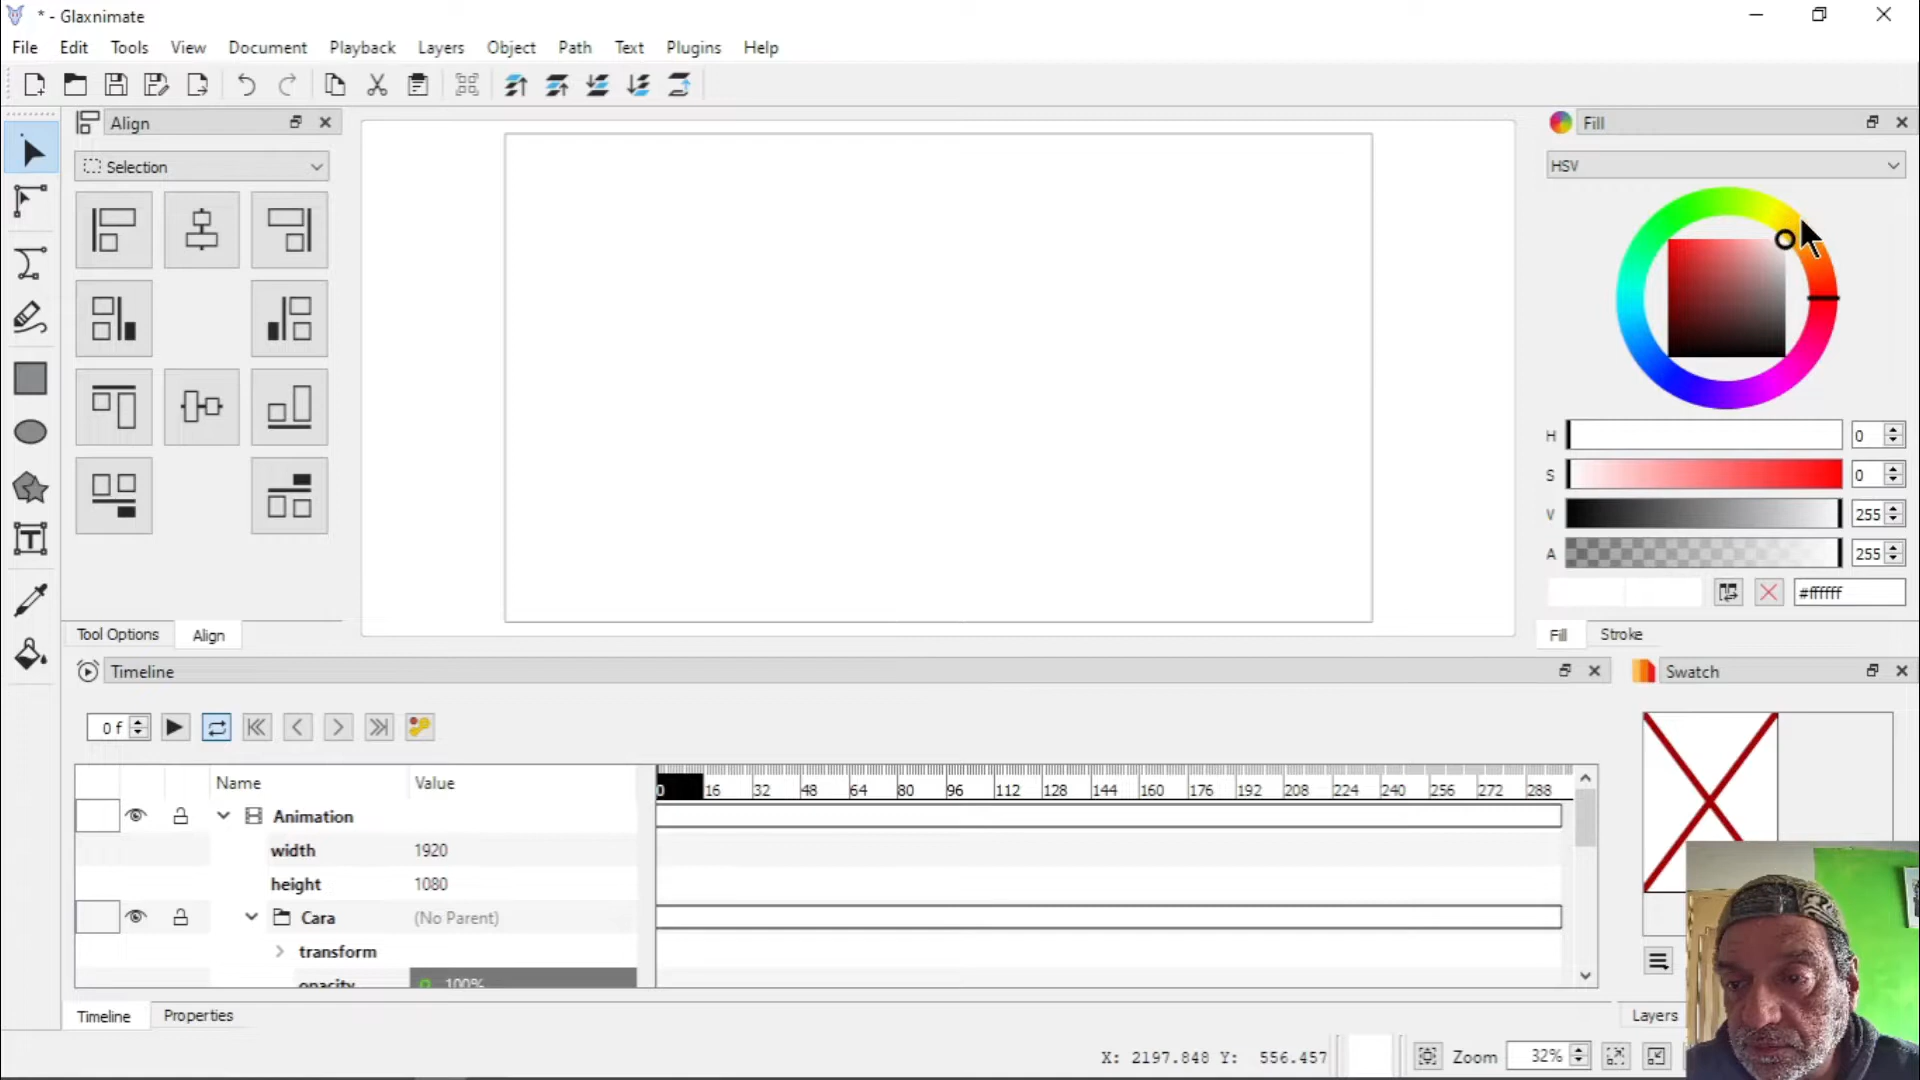 * - Glaxnimate
File Edit Tools View Document Playback Layers Object Path Text Plugins Help
Align
Fill
Selection
HSV
H 0
S 0
V 255
A 255
#ffffff
Tool Options Align
Fill Stroke
Timeline
Swatch
0 f
Name Value
0 16 32 48 64 80 96 112 128 144 160 176 192 208 224 240 256 272 288
Animation
width 1920
height 1080
Cara (No Parent)
transform
opacity 100%
Timeline Properties
Layers
X: 2197.848 Y: 556.457
Zoom 32%